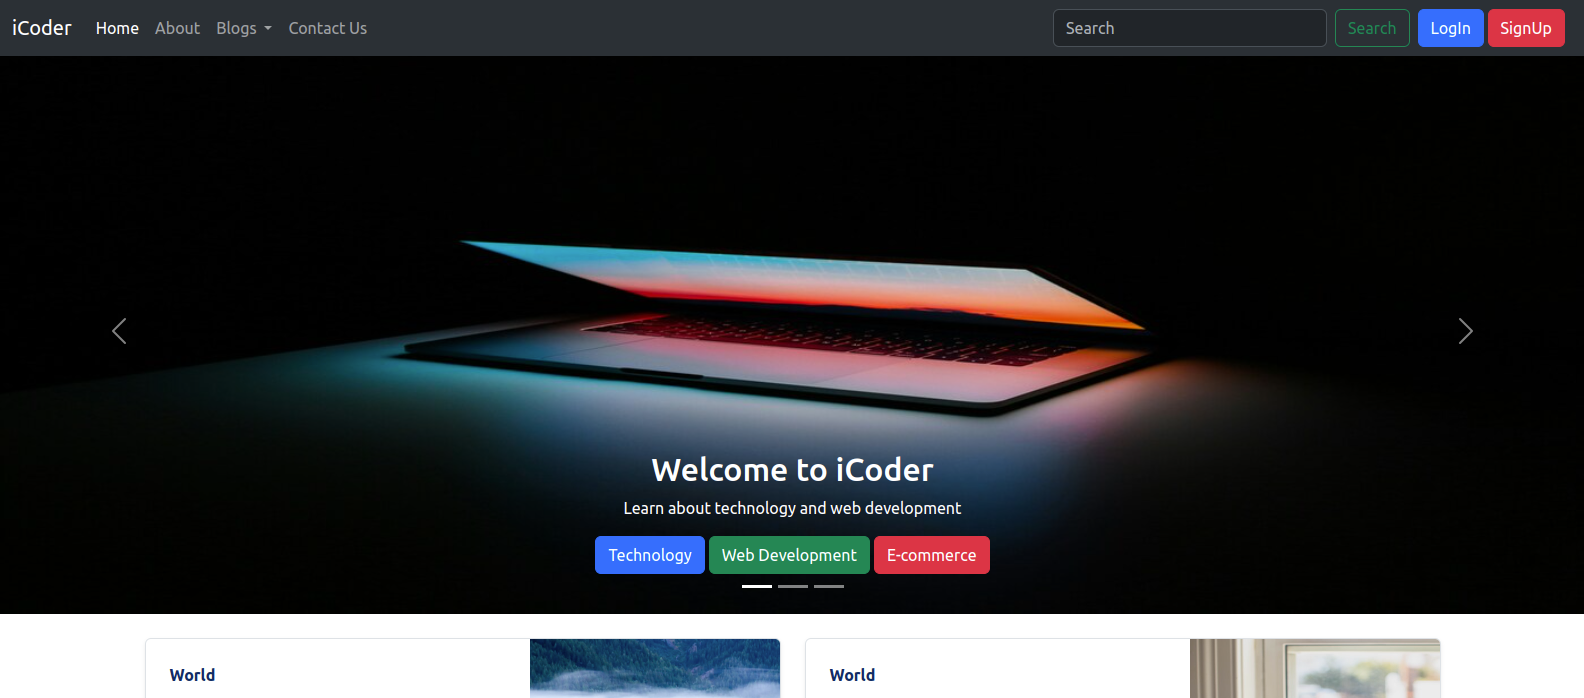 iCoder Home About Blogs Contact Us Search Search LogIn SignUp
Welcome to iCoder
Learn about technology and web development
Technology Web Development E-commerce
World World